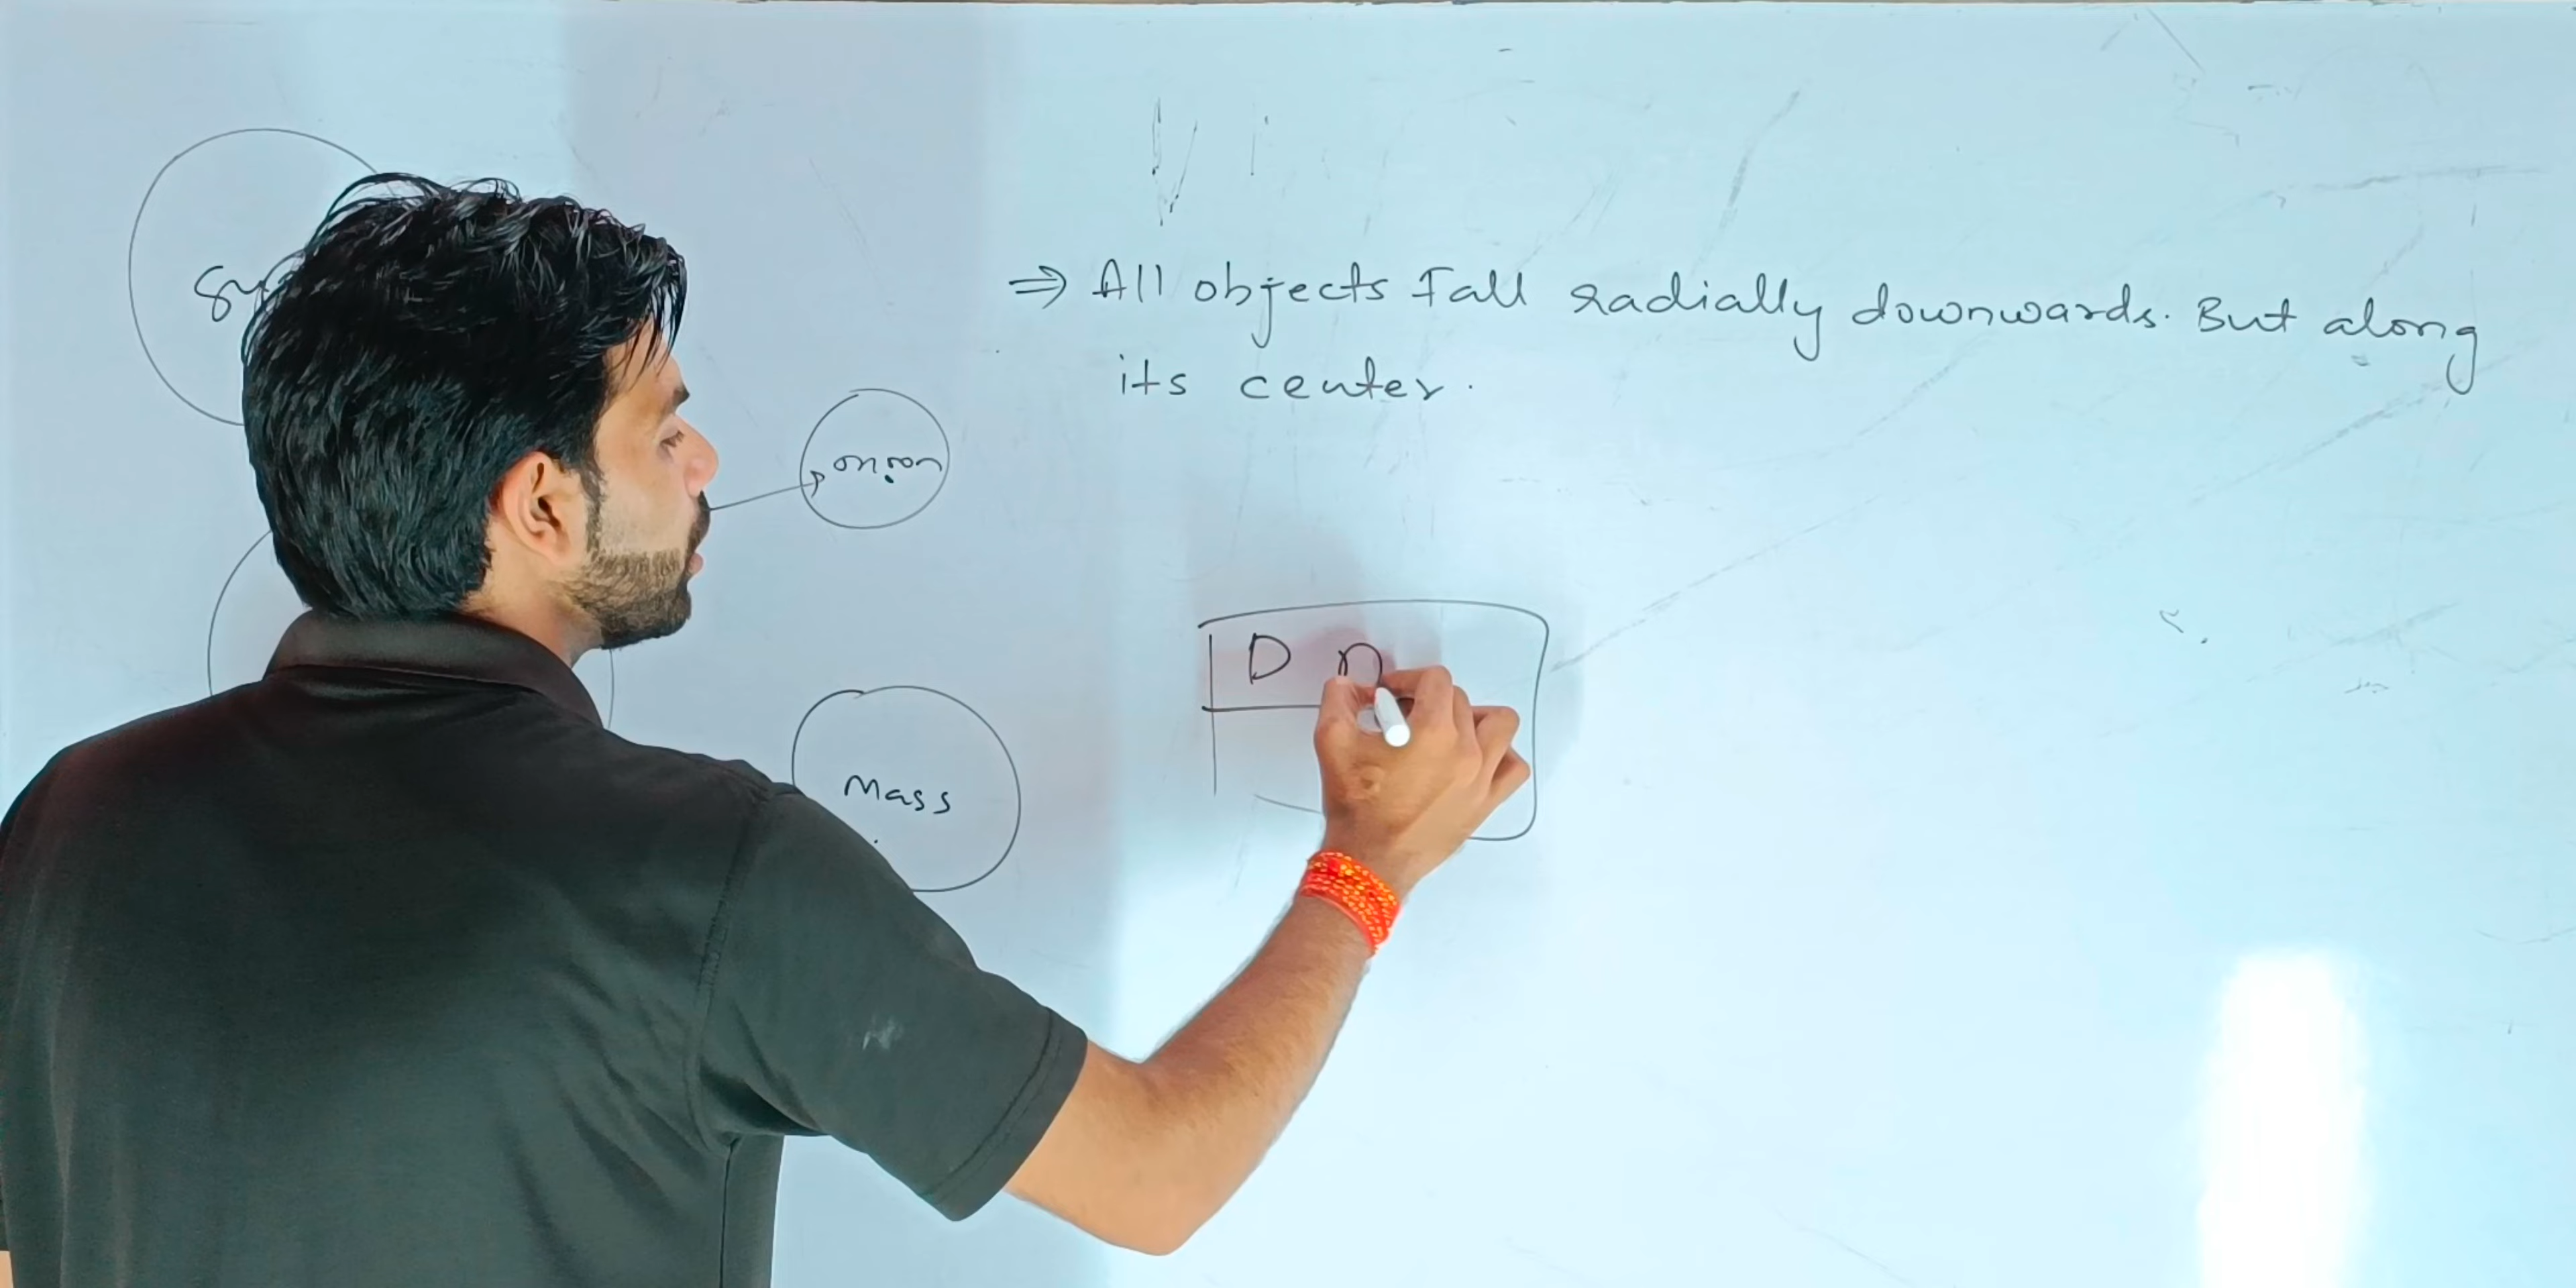 ⇒ All objects Fall radially downwards. But along
its center.
onion
Mass
D n